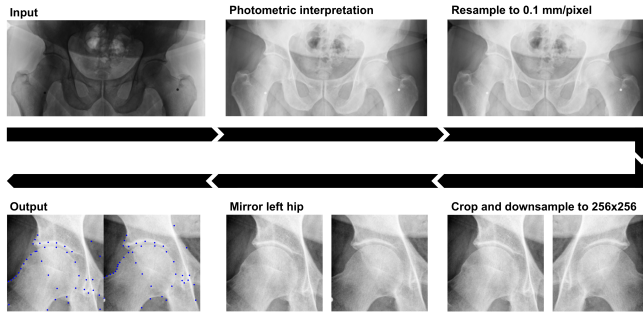 Input
Photometric interpretation
Resample to 0.1 mm/pixel
Output
Mirror left hip
Crop and downsample to 256x256